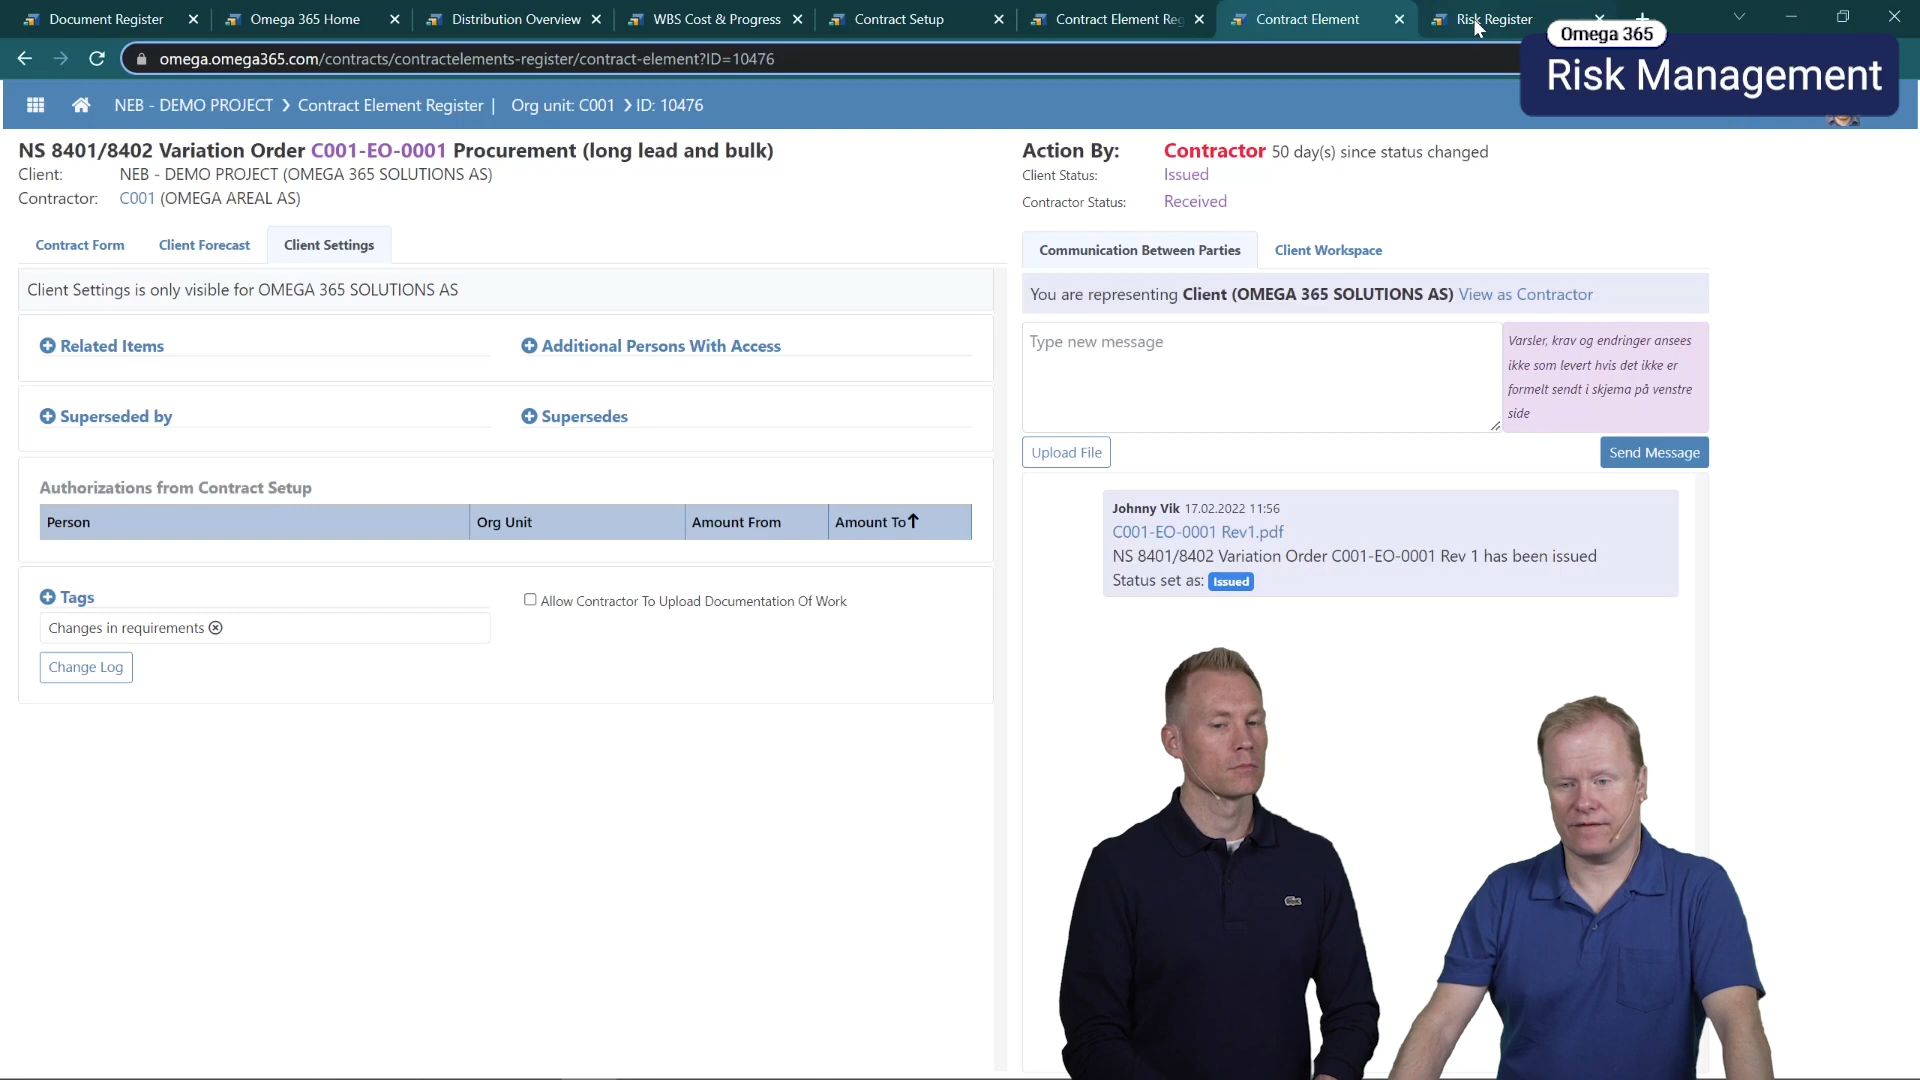 Document Register
Omega 365 Home
Distribution Overview
WBS Cost & Progress
Contract Setup
Contract Element Re
Contract Element
Risk Register
omega.omega365.com/contracts/contractelements-register/contract-element?ID=10476
Omega 365
Risk Management
NEB - DEMO PROJECT > Contract Element Register | Org unit: C001 > ID: 10476
NS 8401/8402 Variation Order C001-EO-0001 Procurement (long lead and bulk)
Client: NEB - DEMO PROJECT (OMEGA 365 SOLUTIONS AS)
Contractor: C001 (OMEGA AREAL AS)
Action By: Contractor 50 day(s) since status changed
Client Status: Issued
Contractor Status: Received
Contract Form
Client Forecast
Client Settings
Client Settings is only visible for OMEGA 365 SOLUTIONS AS
Related Items
Additional Persons With Access
Superseded by
Supersedes
Authorizations from Contract Setup
Person
Org Unit
Amount From
Amount To
Tags
Changes in requirements
Allow Contractor To Upload Documentation Of Work
Change Log
Communication Between Parties
Client Workspace
You are representing Client (OMEGA 365 SOLUTIONS AS) View as Contractor
Type new message
Varsler, krav og endringer ansees
ikke som levert hvis det ikke er
formelt sendt i skjema på venstre
side
Upload File
Send Message
Johnny Vik 17.02.2022 11:56
C001-EO-0001 Rev1.pdf
NS 8401/8402 Variation Order C001-EO-0001 Rev 1 has been issued
Status set as: Issued